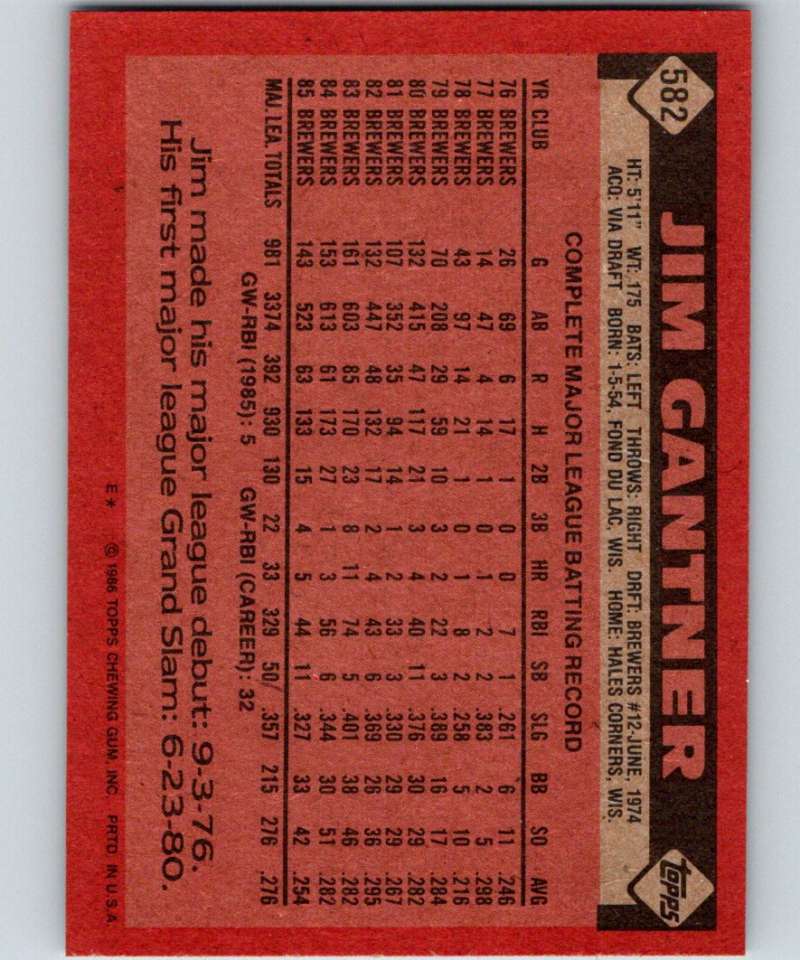 582 JIM GANTNER topps
HT: 5'11" WT: 175 BATS: LEFT THROWS: RIGHT DRFT: BREWERS #12-JUNE, 1974
ACQ: VIA DRAFT BORN: 1-5-54, FOND DU LAC, WIS. HOME: HALES CORNERS, WIS.
COMPLETE MAJOR LEAGUE BATTING RECORD
YR CLUB G AB R H 2B 3B HR RBI SB SLG BB SO AVG
76 BREWERS 26 69 6 17 1 0 0 7 1 .261 6 11 .246
77 BREWERS 14 47 4 14 1 0 1 2 2 .383 2 5 .298
78 BREWERS 43 97 14 21 1 0 1 8 2 .258 5 10 .216
79 BREWERS 70 208 29 59 10 3 2 22 3 .389 16 17 .284
80 BREWERS 132 415 47 117 21 3 4 40 11 .376 30 29 .282
81 BREWERS 107 352 35 94 14 1 2 33 3 .330 29 29 .267
82 BREWERS 132 447 48 132 17 2 4 43 6 .369 26 36 .295
83 BREWERS 161 603 85 170 23 8 11 74 5 .401 38 46 .282
84 BREWERS 153 613 61 173 27 1 3 56 6 .344 30 51 .282
85 BREWERS 143 523 63 133 15 4 5 44 11 .327 33 42 .254
MAJ. LEA. TOTALS 981 3374 392 930 130 22 33 329 50/ .357 215 276 .276
GW-RBI (1985): 5 GW-RBI (CAREER): 32
Jim made his major league debut: 9-3-76.
His first major league Grand Slam: 6-23-80.
E* © 1986 TOPPS CHEWING GUM, INC. PRTD. IN U.S.A.